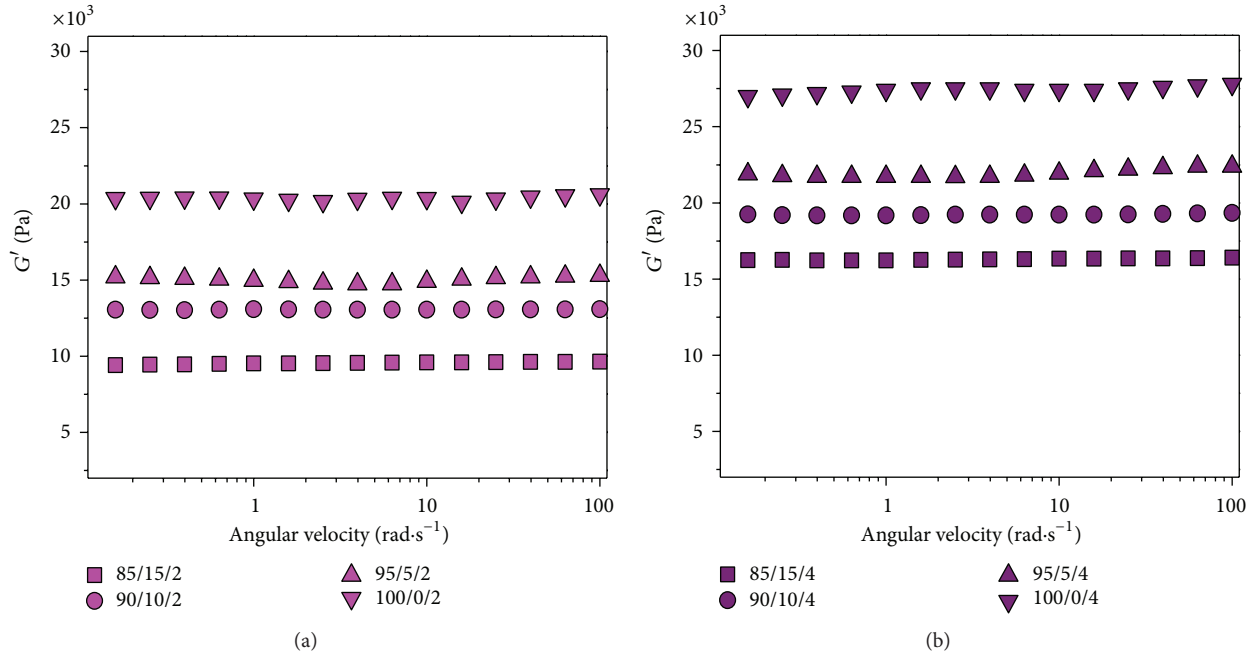 ×10³
30
25
20
15
10
5
G′ (Pa)
1 10 100
Angular velocity (rad·s⁻¹)
85/15/2 95/5/2
90/10/2 100/0/2
(a)
×10³
30
25
20
15
10
5
G′ (Pa)
1 10 100
Angular velocity (rad·s⁻¹)
85/15/4 95/5/4
90/10/4 100/0/4
(b)